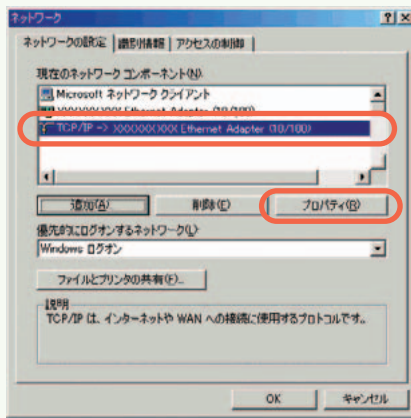 ネットワーク
ネットワークの設定 識別情報 アクセスの制御
現在のネットワーク コンポーネント(N)
Microsoft ネットワーク クライアント
XXXXXXXXXX Ethernet Adapter (10/100)
TCP/IP -> XXXXXXXXXX Ethernet Adapter (10/100)
追加(A)... 削除(E) プロパティ(R)
優先的にログオンするネットワーク(L)
Windows ログオン
ファイルとプリンタの共有(F)...
説明
TCP/IP は、インターネットや WAN への接続に使用するプロトコルです。
OK キャンセル